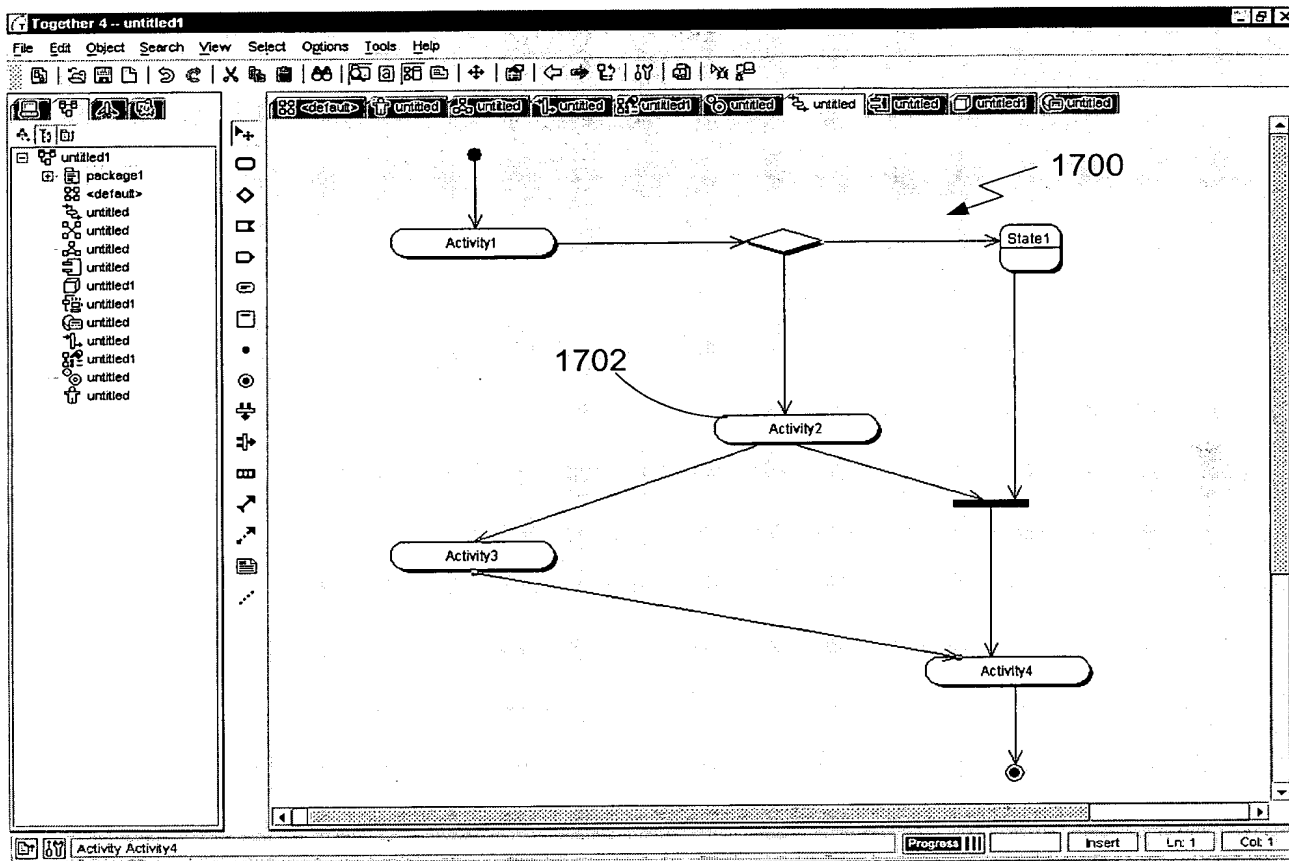 Together 4 -- untitled1
File Edit Object Search View Select Options Tools Help
<default> untitled untitled untitled untitled1 untitled untitled untitled untitled1 untitled
untitled1
package1
<default>
untitled
untitled
untitled
untitled
untitled1
untitled1
untitled
untitled
untitled1
untitled
untitled
1700
Activity1
State1
1702
Activity2
Activity3
Activity4
Activity Activity4
Progress
Insert
Ln: 1
Col: 1